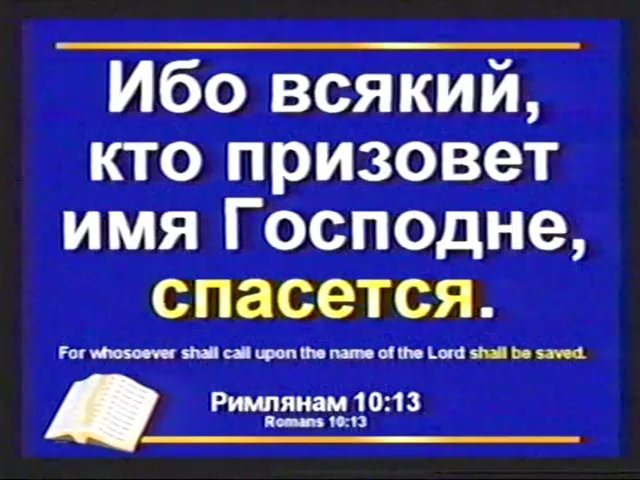 Ибо всякий,
кто призовет
имя Господне,
спасется.
For whosoever shall call upon the name of the Lord shall be saved.
Римлянам 10:13
Romans 10:13